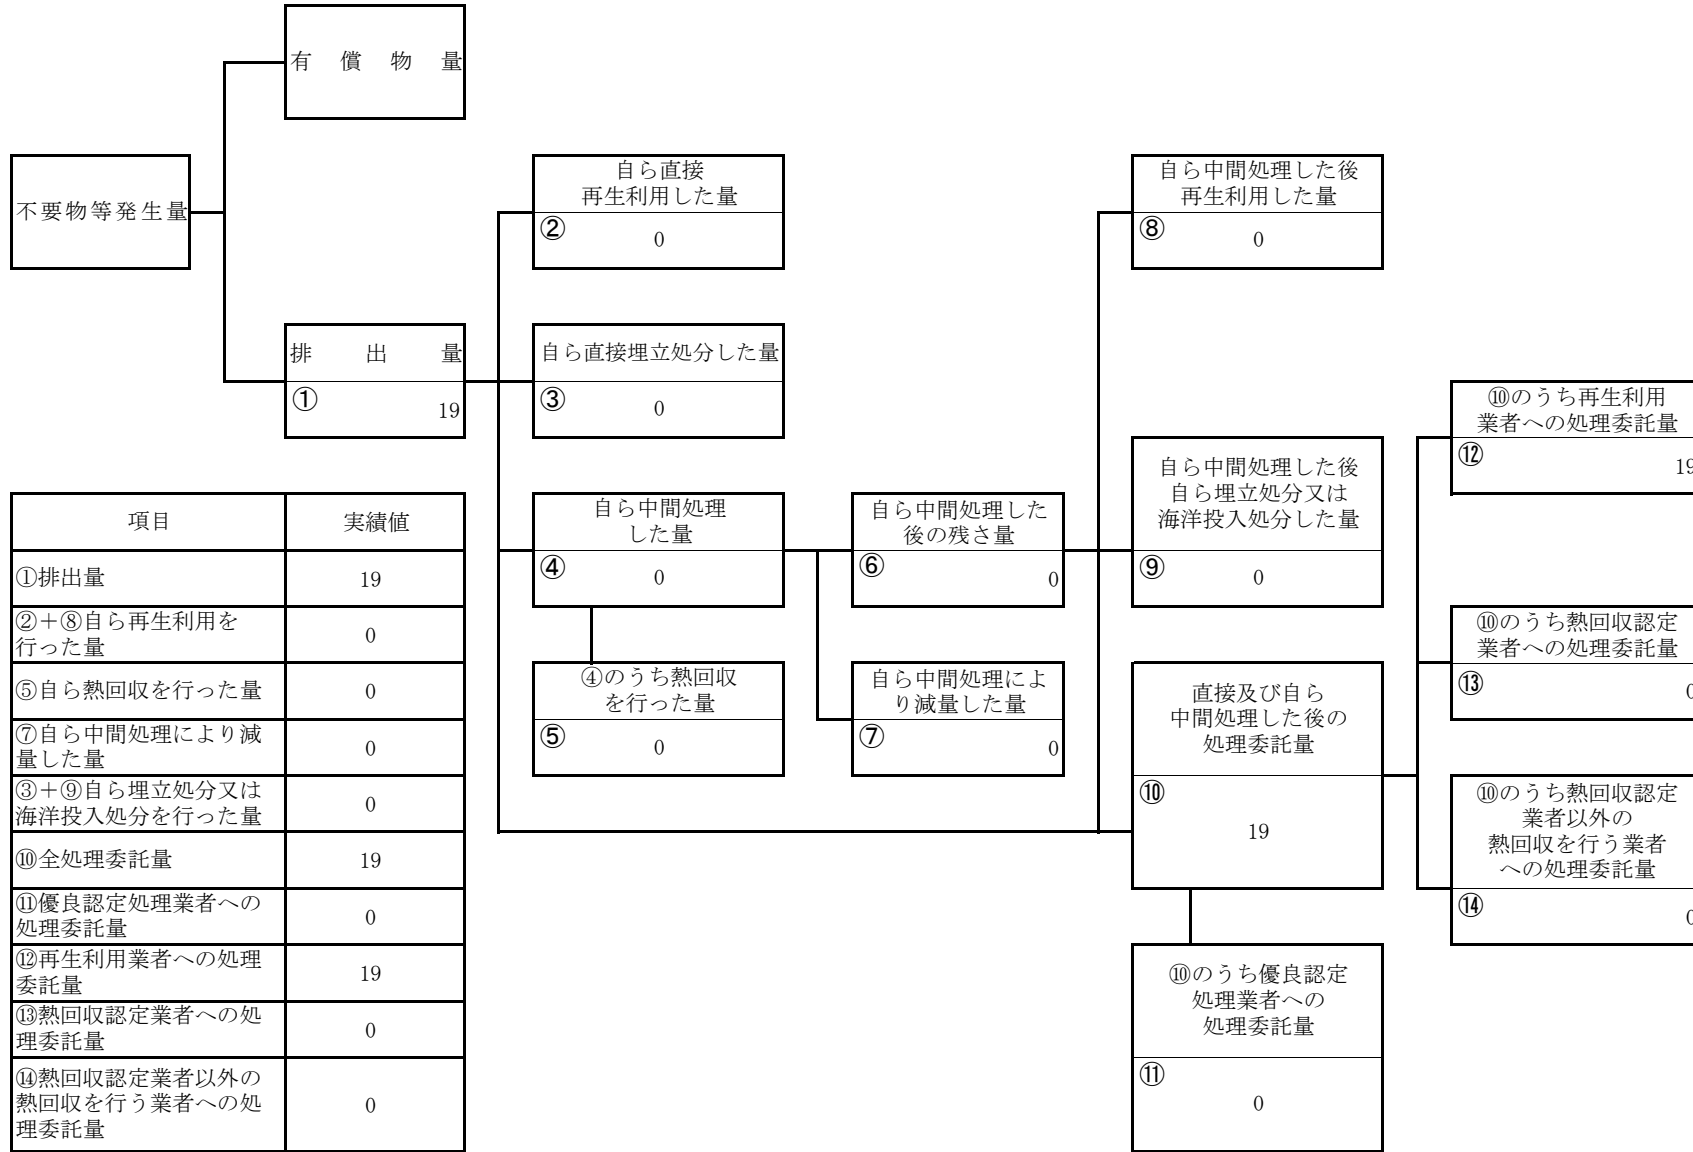 有償物量
不要物等発生量
排出量
①
19
自ら直接
再生利用した量
②
0
自ら直接埋立処分した量
③
0
自ら中間処理
した量
④
0
④のうち熱回収
を行った量
⑤
0
自ら中間処理した
後の残さ量
⑥
0
自ら中間処理によ
り減量した量
⑦
0
自ら中間処理した後
再生利用した量
⑧
0
自ら中間処理した後
自ら埋立処分又は
海洋投入処分した量
⑨
0
直接及び自ら
中間処理した後の
処理委託量
⑩
19
⑩のうち優良認定
処理業者への
処理委託量
⑪
0
⑩のうち再生利用
業者への処理委託量
⑫
19
⑩のうち熱回収認定
業者への処理委託量
⑬
0
⑩のうち熱回収認定
業者以外の
熱回収を行う業者
への処理委託量
⑭
0
項目 実績値
①排出量 19
②+⑧自ら再生利用を
行った量 0
⑤自ら熱回収を行った量 0
⑦自ら中間処理により減
量した量 0
③+⑨自ら埋立処分又は
海洋投入処分を行った量 0
⑩全処理委託量 19
⑪優良認定処理業者への
処理委託量 0
⑫再生利用業者への処理
委託量 19
⑬熱回収認定業者への処
理委託量 0
⑭熱回収認定業者以外の
熱回収を行う業者への処
理委託量 0